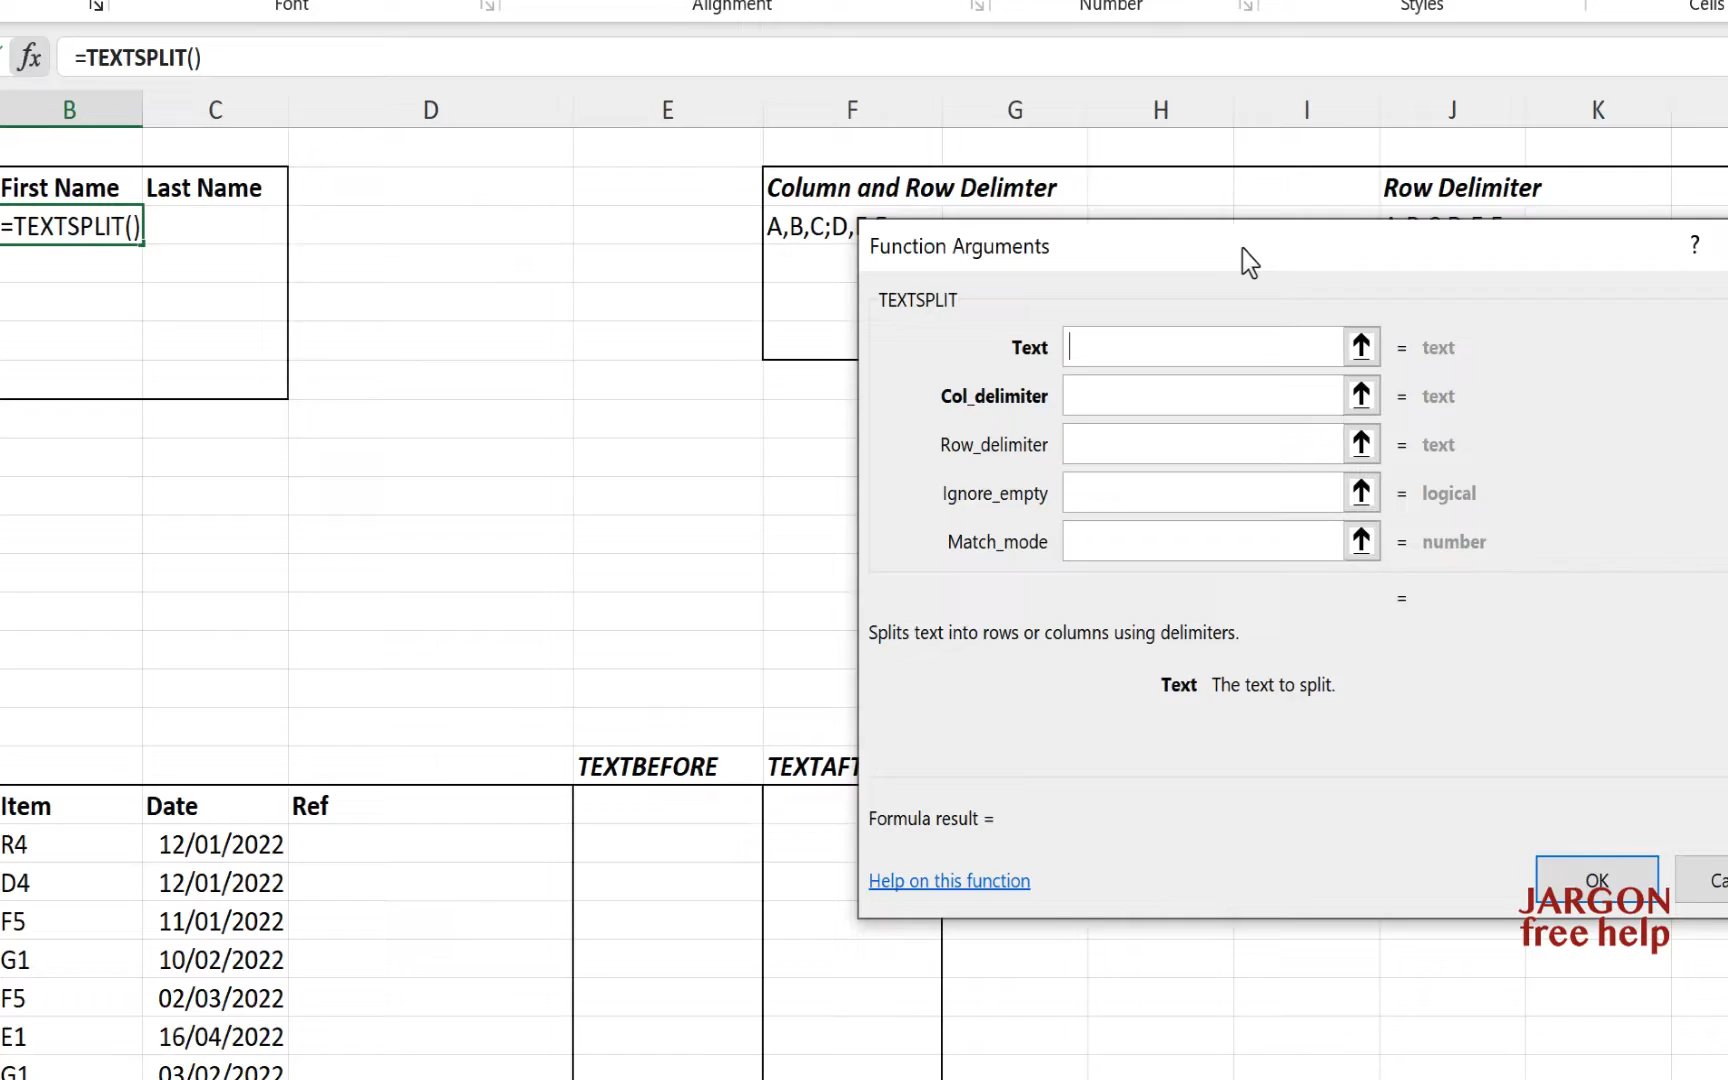 Font Alignment Number Styles Cells
fx =TEXTSPLIT()
B C D E F G H I J K
First Name Last Name Column and Row Delimter Row Delimiter
=TEXTSPLIT() A,B,C;D,
Function Arguments ?
TEXTSPLIT
Text = text
Col_delimiter = text
Row_delimiter = text
Ignore_empty = logical
Match_mode = number
=
Splits text into rows or columns using delimiters.
Text The text to split.
TEXTBEFORE TEXTAFT
Item Date Ref
Formula result =
R4 12/01/2022
D4 12/01/2022
Help on this function OK Ca
F5 11/01/2022
JARGON
free help
G1 10/02/2022
F5 02/03/2022
E1 16/04/2022
G1 03/02/2022